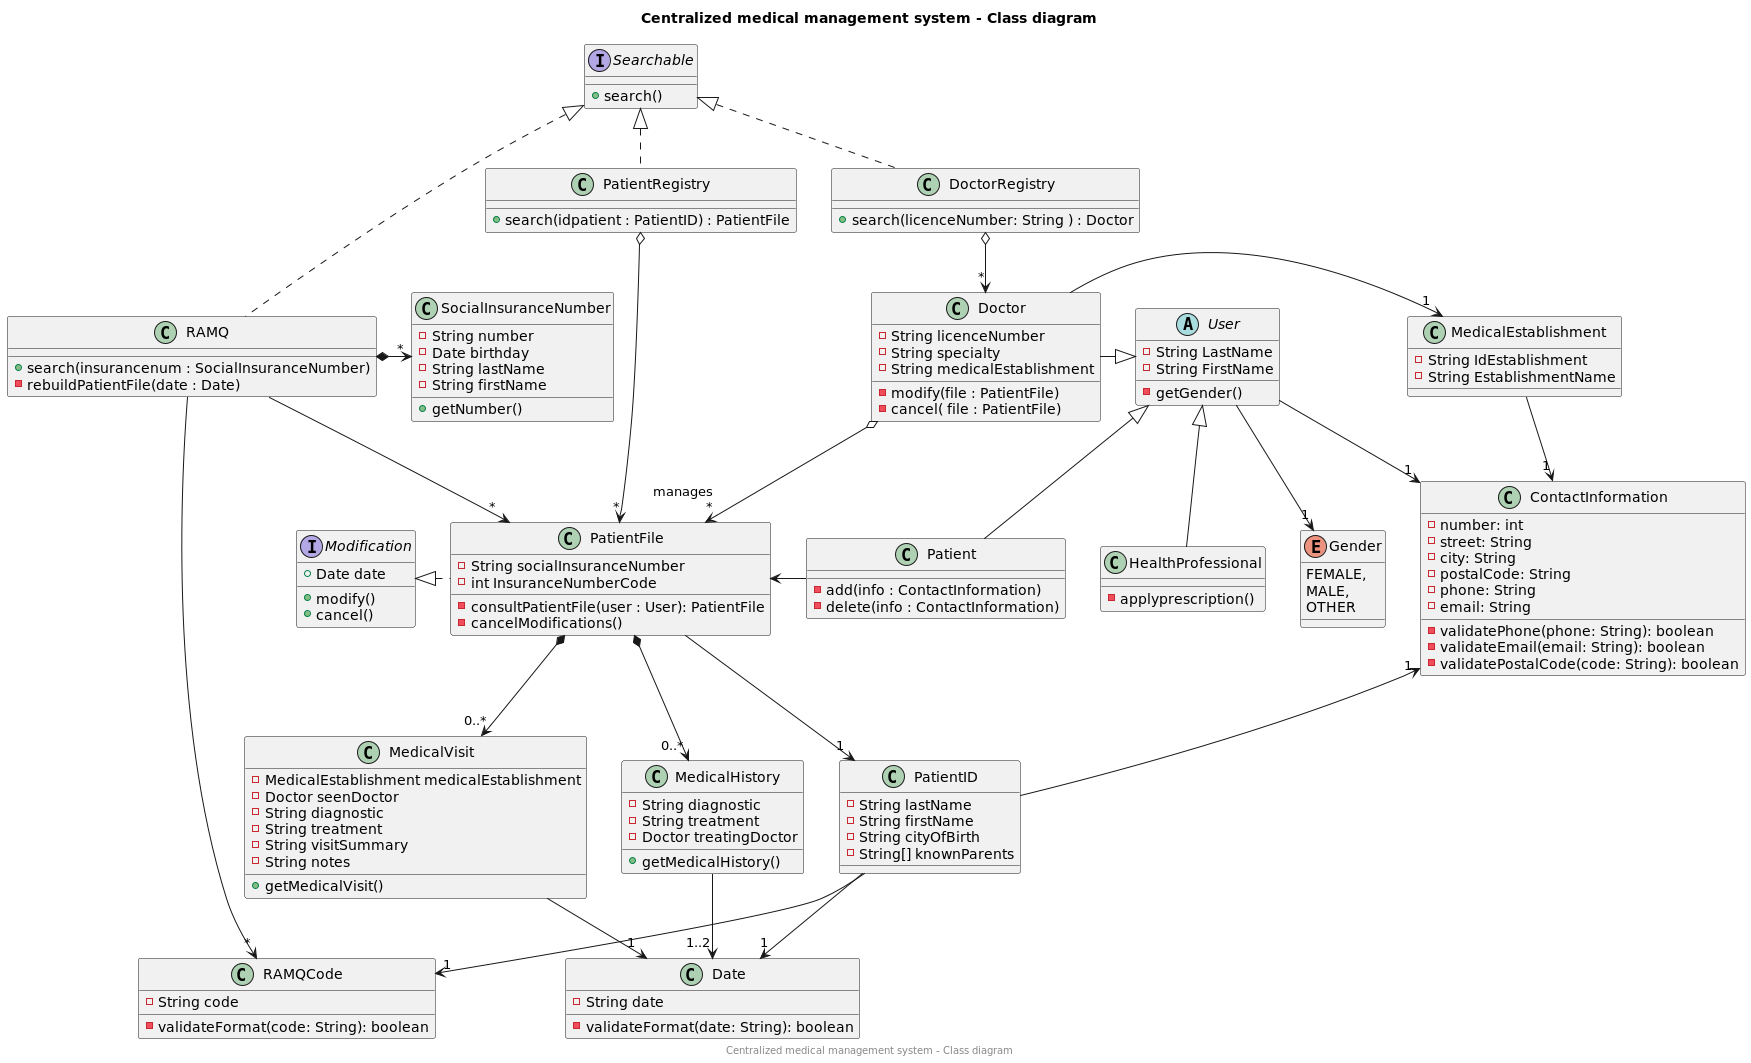 Centralized medical management system - Class diagram
I Searchable
search()
C PatientRegistry
search(idpatient : PatientID) : PatientFile
C DoctorRegistry
search(licenceNumber: String ) : Doctor
C RAMQ
search(insurancenum : SocialInsuranceNumber)
rebuildPatientFile(date : Date)
*
C SocialInsuranceNumber
String number
Date birthday
String lastName
String firstName
getNumber()
*
C Doctor
String licenceNumber
String specialty
String medicalEstablishment
modify(file : PatientFile)
cancel( file : PatientFile)
A User
String LastName
String FirstName
getGender()
1
C MedicalEstablishment
String IdEstablishment
String EstablishmentName
*
*
manages
*
1
1
1
I Modification
Date date
modify()
cancel()
C PatientFile
String socialInsuranceNumber
int InsuranceNumberCode
consultPatientFile(user : User): PatientFile
cancelModifications()
C Patient
add(info : ContactInformation)
delete(info : ContactInformation)
C HealthProfessional
applyprescription()
E Gender
FEMALE,
MALE,
OTHER
C ContactInformation
number: int
street: String
city: String
postalCode: String
phone: String
email: String
validatePhone(phone: String): boolean
validateEmail(email: String): boolean
validatePostalCode(code: String): boolean
1
0..*
0..*
1
C MedicalVisit
MedicalEstablishment medicalEstablishment
Doctor seenDoctor
String diagnostic
String treatment
String visitSummary
String notes
getMedicalVisit()
C MedicalHistory
String diagnostic
String treatment
Doctor treatingDoctor
getMedicalHistory()
C PatientID
String lastName
String firstName
String cityOfBirth
String[] knownParents
*
1
1
1..2
1
C RAMQCode
String code
validateFormat(code: String): boolean
C Date
String date
validateFormat(date: String): boolean
Centralized medical management system - Class diagram